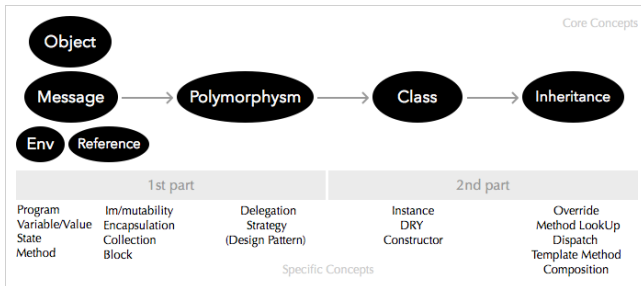 Core Concepts
Object
Message
Polymorphysm
Class
Inheritance
Env
Reference
1st part
2nd part
Program
Variable/Value
State
Method
Im/mutability
Encapsulation
Collection
Block
Delegation
Strategy
(Design Pattern)
Instance
DRY
Constructor
Override
Method LookUp
Dispatch
Template Method
Composition
Specific Concepts